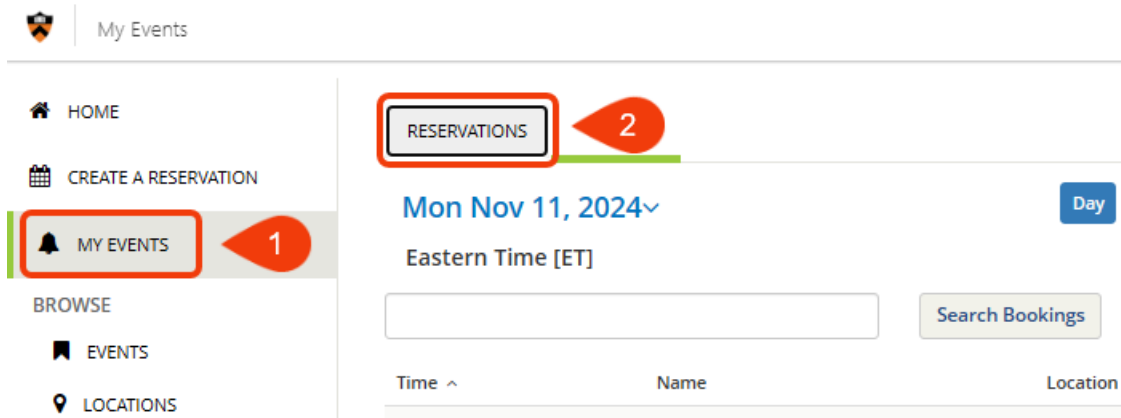 My Events
HOME
CREATE A RESERVATION
MY EVENTS
1
BROWSE
EVENTS
LOCATIONS
RESERVATIONS
2
Mon Nov 11, 2024
Day
Eastern Time [ET]
Search Bookings
Time Name Location